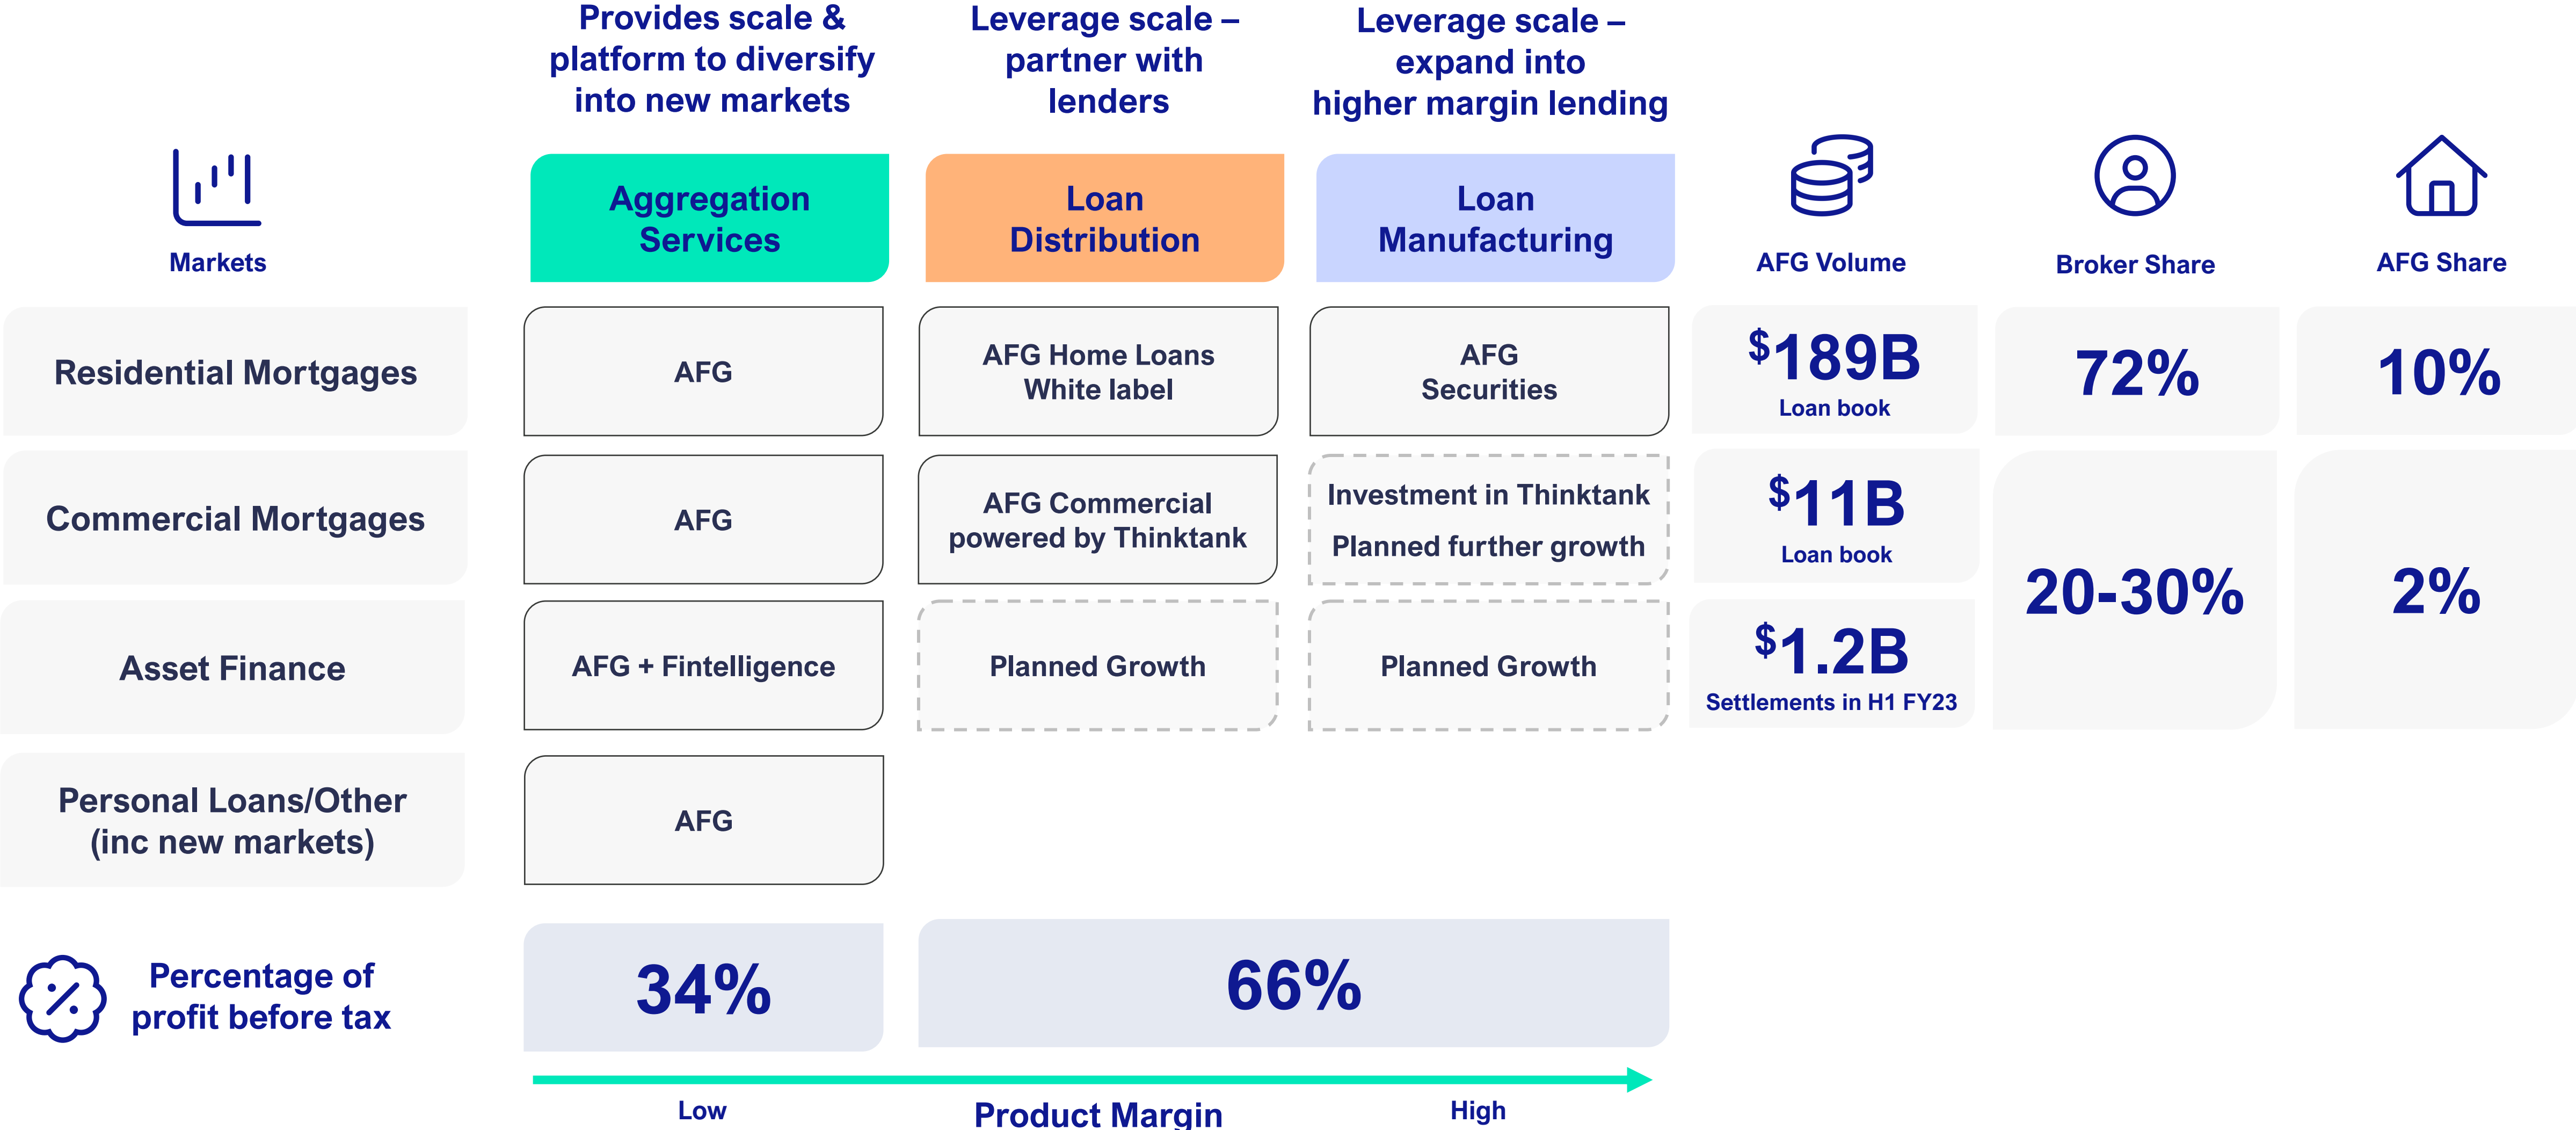 Provides scale &
platform to diversify
into new markets
Leverage scale –
partner with
lenders
Leverage scale –
expand into
higher margin lending
Markets
Aggregation
Services
Loan
Distribution
Loan
Manufacturing
AFG Volume
Broker Share
AFG Share
Residential Mortgages
AFG
AFG Home Loans
White label
AFG
Securities
$189B
Loan book
72%
10%
Commercial Mortgages
AFG
AFG Commercial
powered by Thinktank
Investment in Thinktank
Planned further growth
$11B
Loan book
20-30%
2%
Asset Finance
AFG + Fintelligence
Planned Growth
Planned Growth
$1.2B
Settlements in H1 FY23
Personal Loans/Other
(inc new markets)
AFG
Percentage of
profit before tax
34%
66%
Low
Product Margin
High